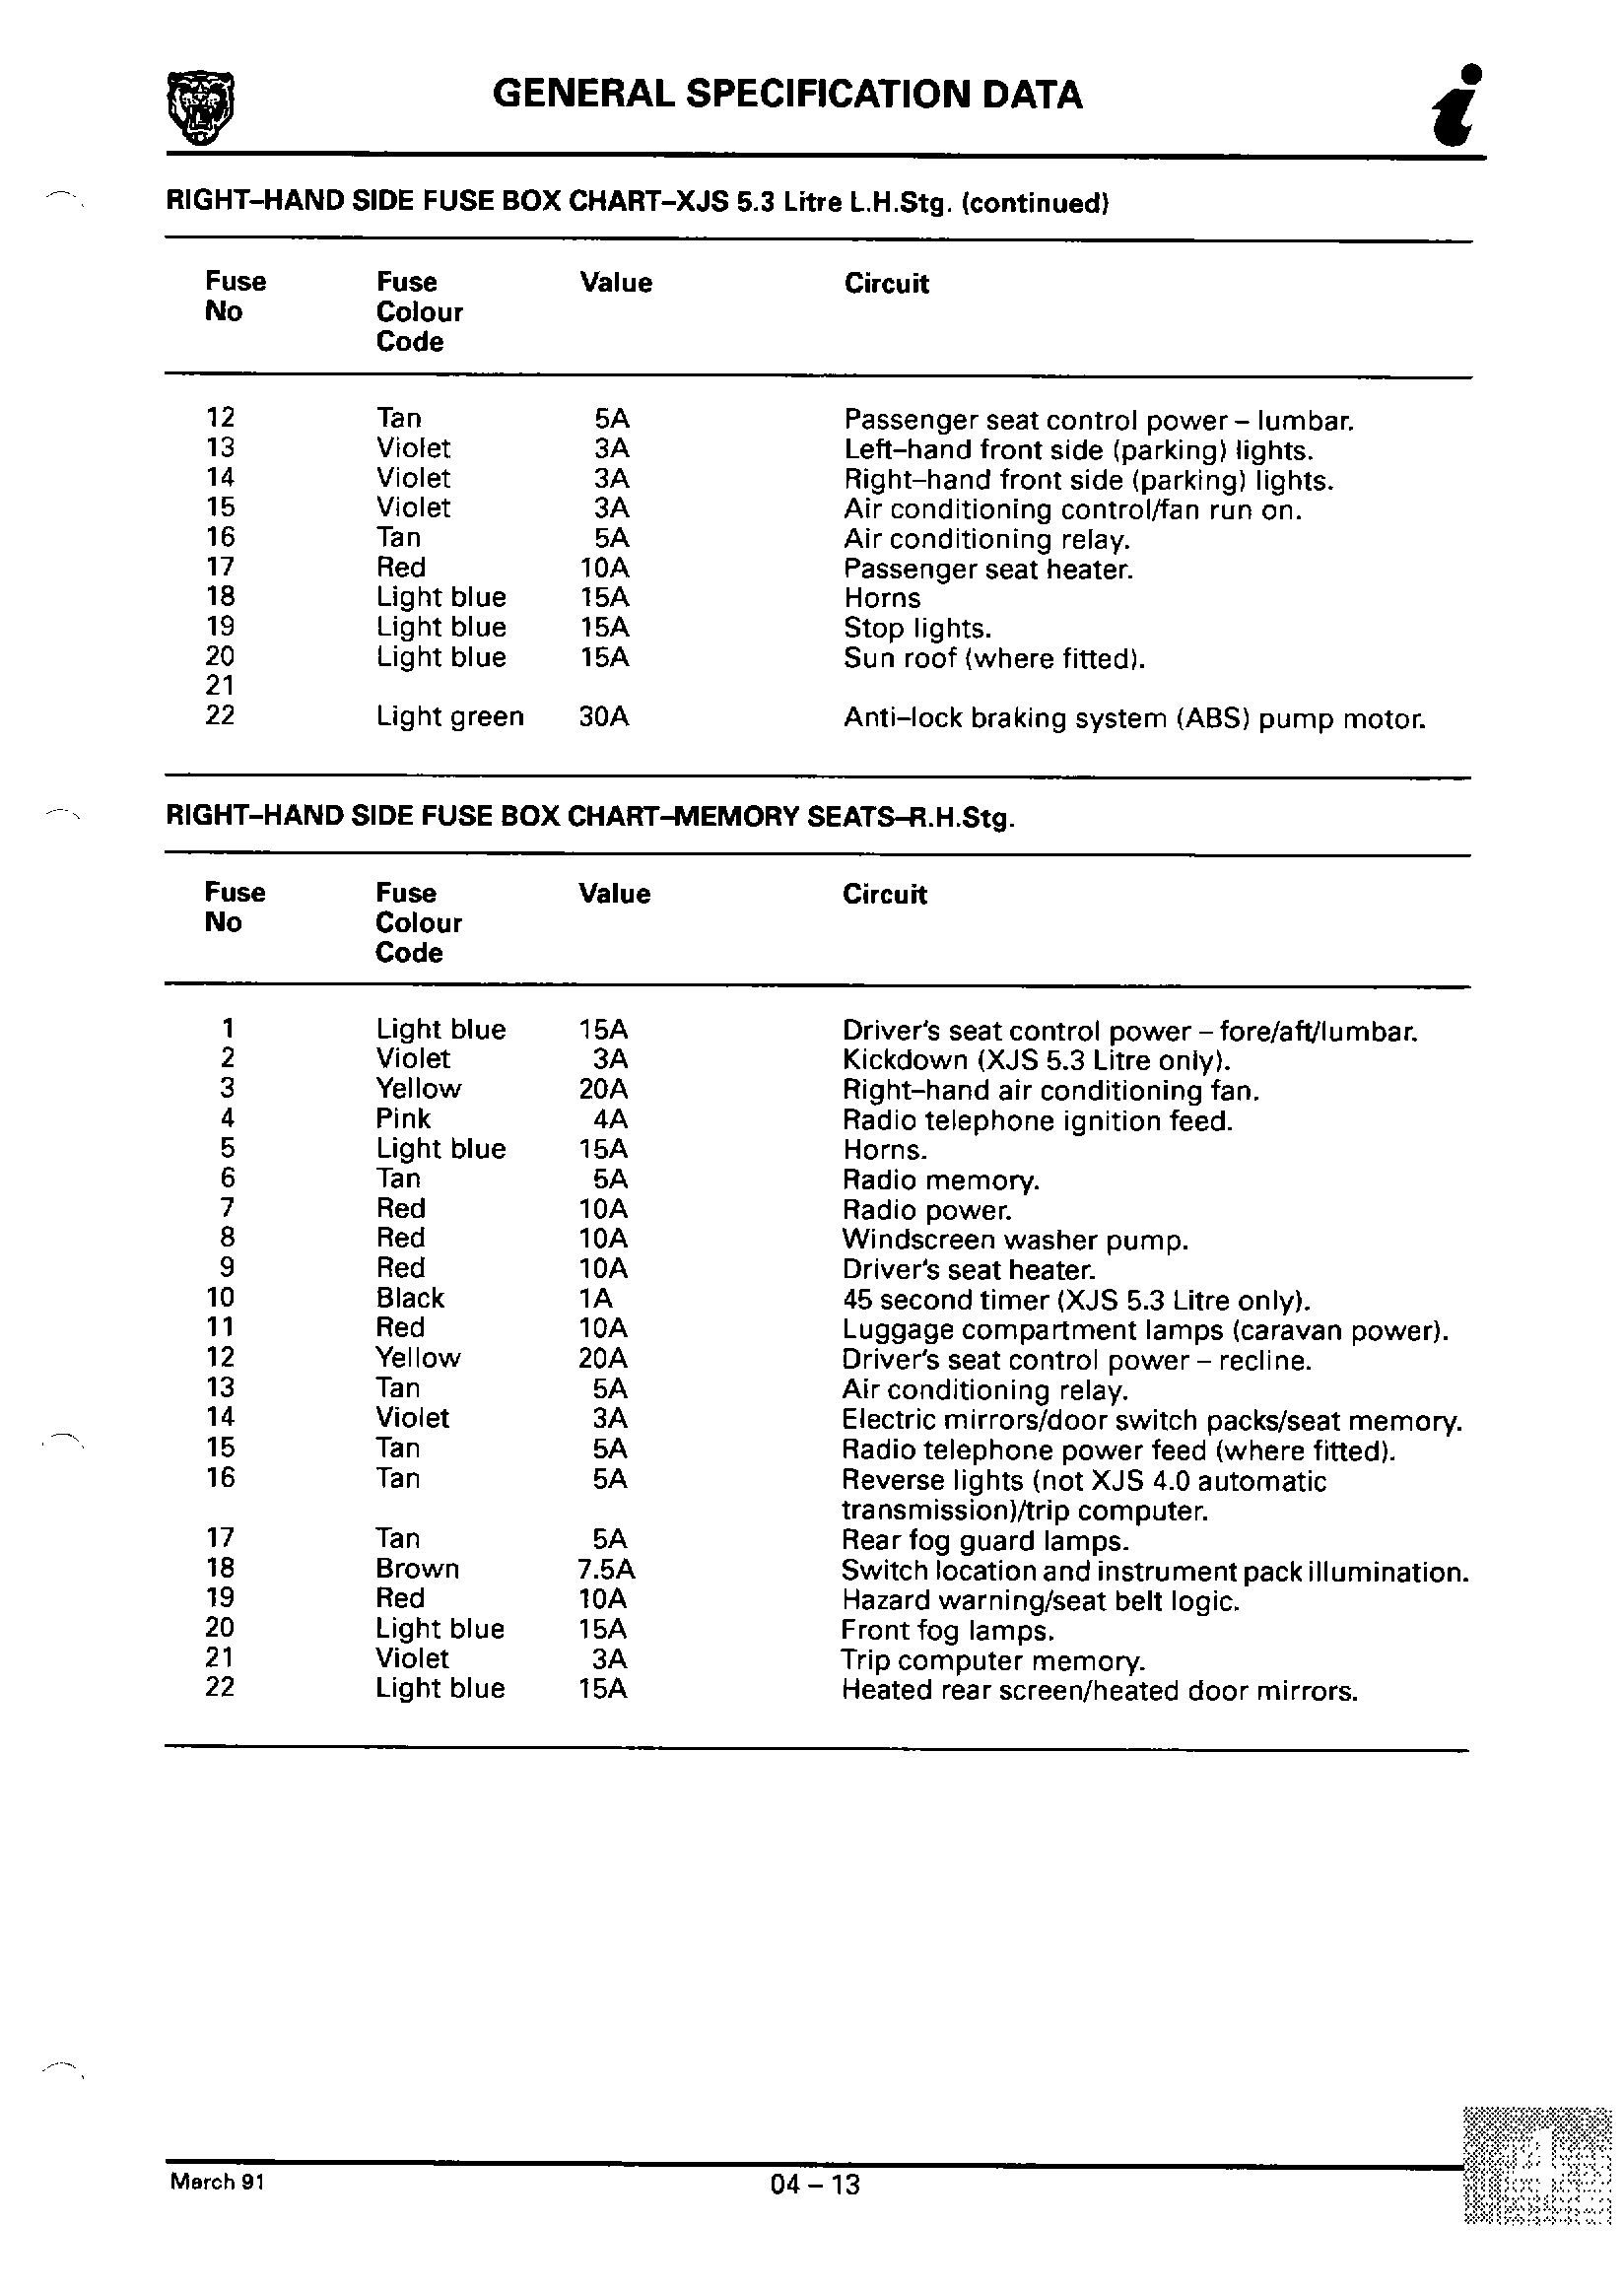 GENERAL SPECIFICATION DATA
RIGHT–HAND SIDE FUSE BOX CHART–XJS 5.3 Litre L.H.Stg. (continued)
Fuse No Fuse Colour Code Value Circuit
12 Tan 5A Passenger seat control power – lumbar.
13 Violet 3A Left–hand front side (parking) lights.
14 Violet 3A Right–hand front side (parking) lights.
15 Violet 3A Air conditioning control/fan run on.
16 Tan 5A Air conditioning relay.
17 Red 10A Passenger seat heater.
18 Light blue 15A Horns
19 Light blue 15A Stop lights.
20 Light blue 15A Sun roof (where fitted).
21
22 Light green 30A Anti–lock braking system (ABS) pump motor.
RIGHT–HAND SIDE FUSE BOX CHART–MEMORY SEATS–R.H.Stg.
Fuse No Fuse Colour Code Value Circuit
1 Light blue 15A Driver's seat control power – fore/aft/lumbar.
2 Violet 3A Kickdown (XJS 5.3 Litre only).
3 Yellow 20A Right–hand air conditioning fan.
4 Pink 4A Radio telephone ignition feed.
5 Light blue 15A Horns.
6 Tan 5A Radio memory.
7 Red 10A Radio power.
8 Red 10A Windscreen washer pump.
9 Red 10A Driver's seat heater.
10 Black 1A 45 second timer (XJS 5.3 Litre only).
11 Red 10A Luggage compartment lamps (caravan power).
12 Yellow 20A Driver's seat control power – recline.
13 Tan 5A Air conditioning relay.
14 Violet 3A Electric mirrors/door switch packs/seat memory.
15 Tan 5A Radio telephone power feed (where fitted).
16 Tan 5A Reverse lights (not XJS 4.0 automatic
transmission)/trip computer.
17 Tan 5A Rear fog guard lamps.
18 Brown 7.5A Switch location and instrument pack illumination.
19 Red 10A Hazard warning/seat belt logic.
20 Light blue 15A Front fog lamps.
21 Violet 3A Trip computer memory.
22 Light blue 15A Heated rear screen/heated door mirrors.
March 91 04 – 13